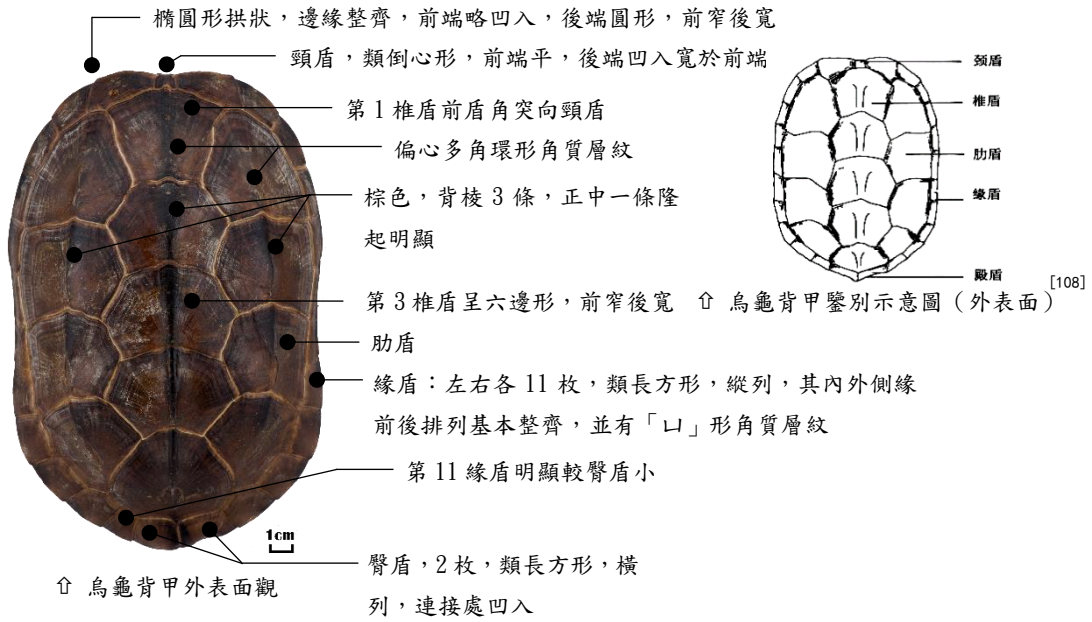 橢圓形拱狀，邊緣整齊，前端略凹入，後端圓形，前窄後寬
頸盾，類倒心形，前端平，後端凹入寬於前端
第1椎盾前盾角突向頸盾
偏心多角環形角質層紋
棕色，背棱3條，正中一條隆
起明顯
第3椎盾呈六邊形，前窄後寬
肋盾
緣盾：左右各11枚，類長方形，縱列，其內外側緣
前後排列基本整齊，並有「凵」形角質層紋
第11緣盾明顯較臀盾小
1cm
臀盾，2枚，類長方形，橫
列，連接處凹入
⇧ 烏龜背甲外表面觀
颈盾
椎盾
肋盾
緣盾
臀盾
⇧ 烏龜背甲鑒別示意圖（外表面）[108]